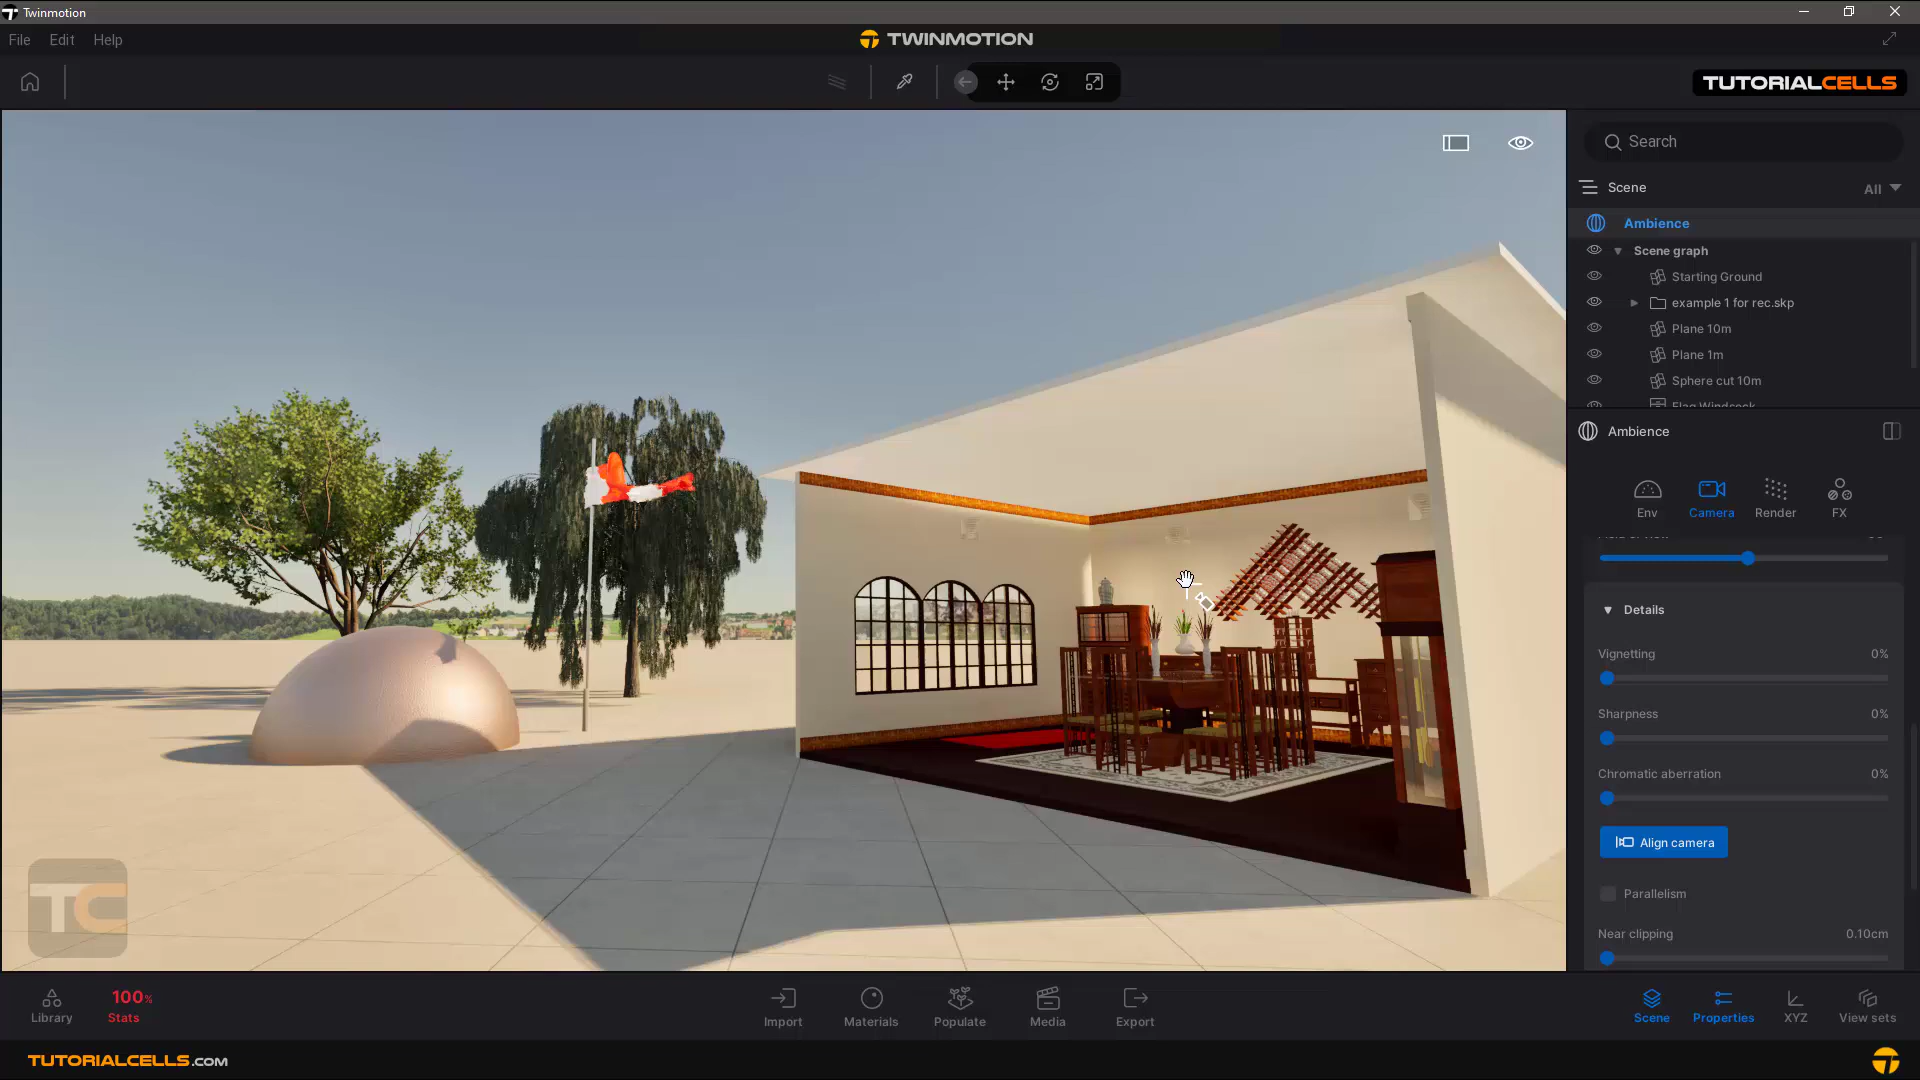 Twinmotion
File Edit Help
TWINMOTION
TUTORIALCELLS
Search
Scene All
Ambience
Scene graph
Starting Ground
example 1 for rec.skp
Plane 10m
Plane 1m
Sphere cut 10m
Flag Windsock
Ambience
Env Camera Render FX
Details
Vignetting 0%
Sharpness 0%
Chromatic aberration 0%
Align camera
Parallelism
Near clipping 0.10cm
TC
Library
100%
Stats
Import Materials Populate Media Export
Scene Properties XYZ View sets
TUTORIALCELLS.COM